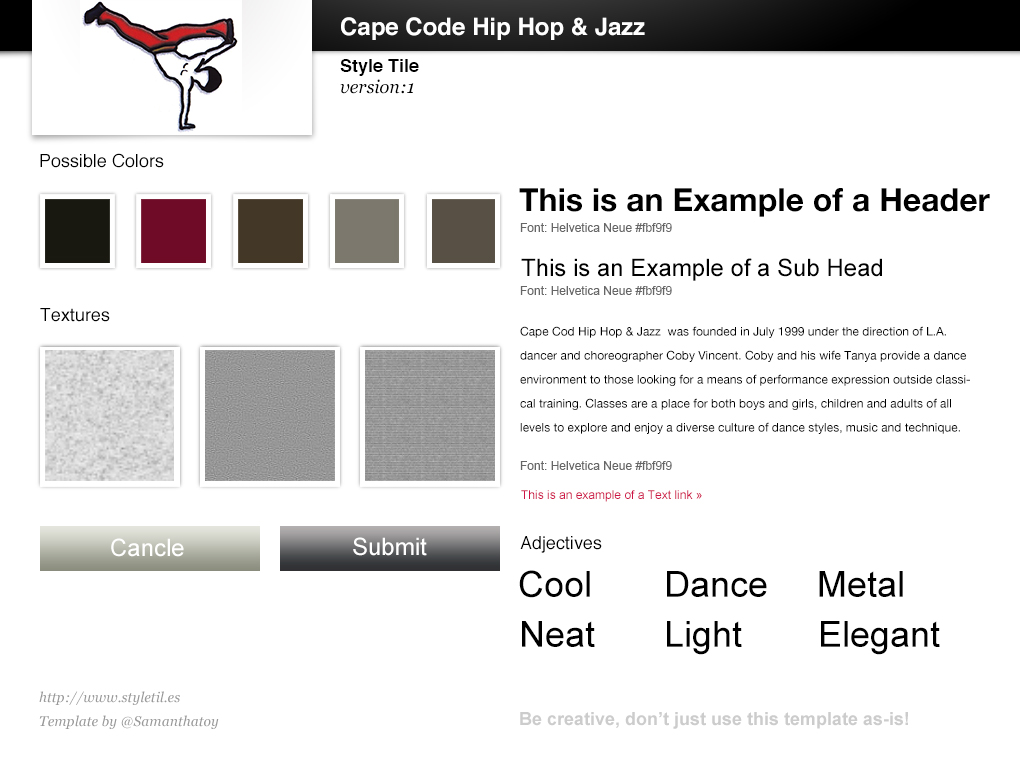 Cape Code Hip Hop & Jazz
Style Tile
version:1
Possible Colors
Textures
Cancle
Submit
This is an Example of a Header
Font: Helvetica Neue #fbf9f9
This is an Example of a Sub Head
Font: Helvetica Neue #fbf9f9
Cape Cod Hip Hop & Jazz  was founded in July 1999 under the direction of L.A.
dancer and choreographer Coby Vincent. Coby and his wife Tanya provide a dance
environment to those looking for a means of performance expression outside classi-
cal training. Classes are a place for both boys and girls, children and adults of all
levels to explore and enjoy a diverse culture of dance styles, music and technique.
Font: Helvetica Neue #fbf9f9
This is an example of a Text link »
Adjectives
Cool Dance Metal
Neat Light Elegant
http://www.styletil.es
Template by @Samanthatoy
Be creative, don’t just use this template as-is!